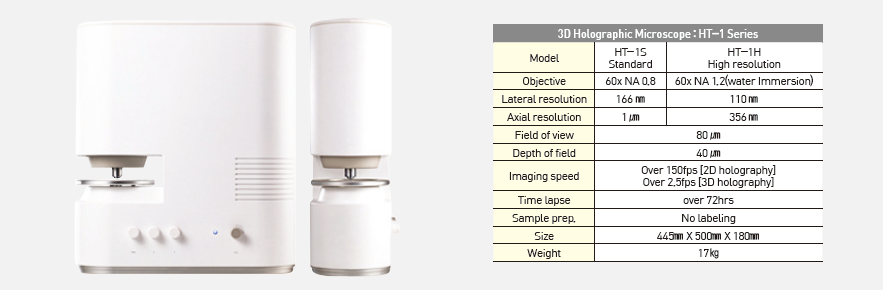 3D Holographic Microscope : HT-1 Series
Model
HT-1S
Standard
HT-1H
High resolution
Objective
60x NA 0.8
60x NA 1.2(water Immersion)
Lateral resolution
166 ㎚
110 ㎚
Axial resolution
1 ㎛
356 ㎚
Field of view
80 ㎛
Depth of field
40 ㎛
Imaging speed
Over 150fps [2D holography]
Over 2.5fps [3D holography]
Time lapse
over 72hrs
Sample prep.
No labeling
Size
445㎜ X 500㎜ X 180㎜
Weight
17㎏